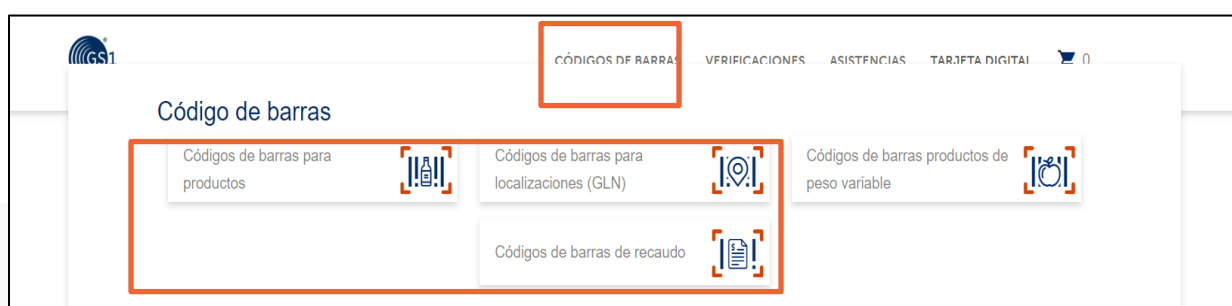 GS1
CÓDIGOS DE BARRAS VERIFICACIONES ASISTENCIAS TARJETA DIGITAL 0
Código de barras
Códigos de barras para
productos
Códigos de barras para
localizaciones (GLN)
Códigos de barras productos de
peso variable
Códigos de barras de recaudo